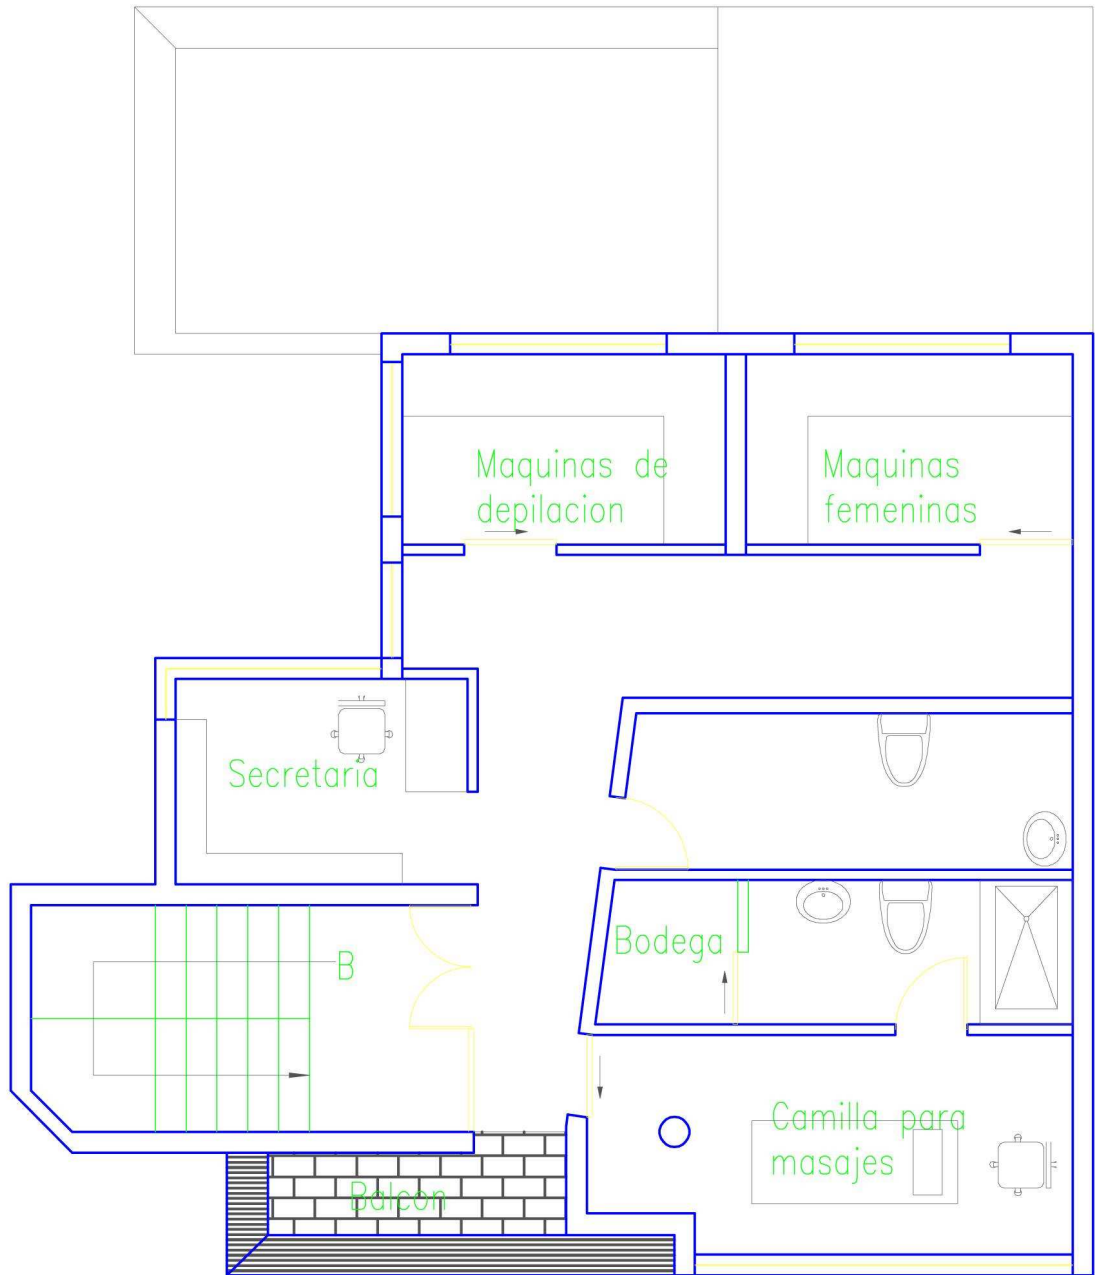 Maquinas de
depilacion
Maquinas
femeninas
Secretaria
Bodega
B
Camilla para
masajes
Balcon